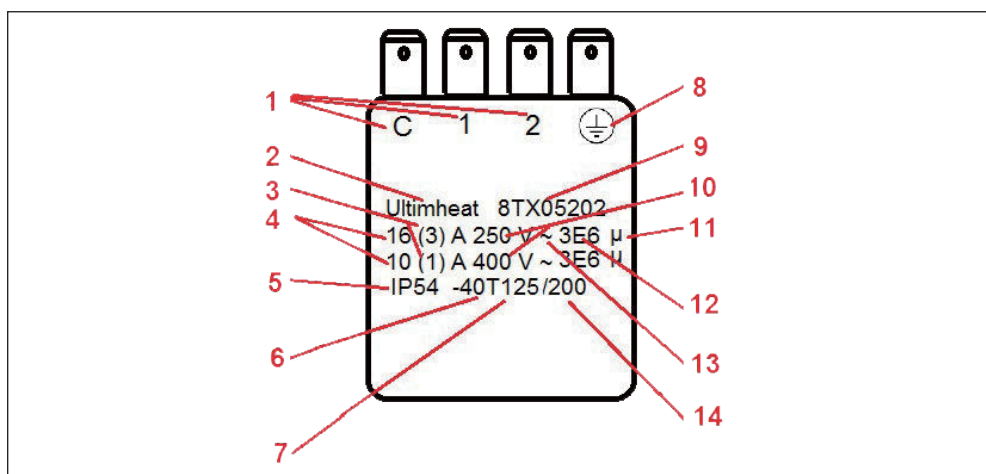 1
C 1 2
8
2
9
3
10
4
Ultimheat 8TX05202
16 (3) A 250 V ~ 3E6 µ
11
10 (1) A 400 V ~ 3E6 µ
5
IP54 -40T125/200
12
6
13
7
14